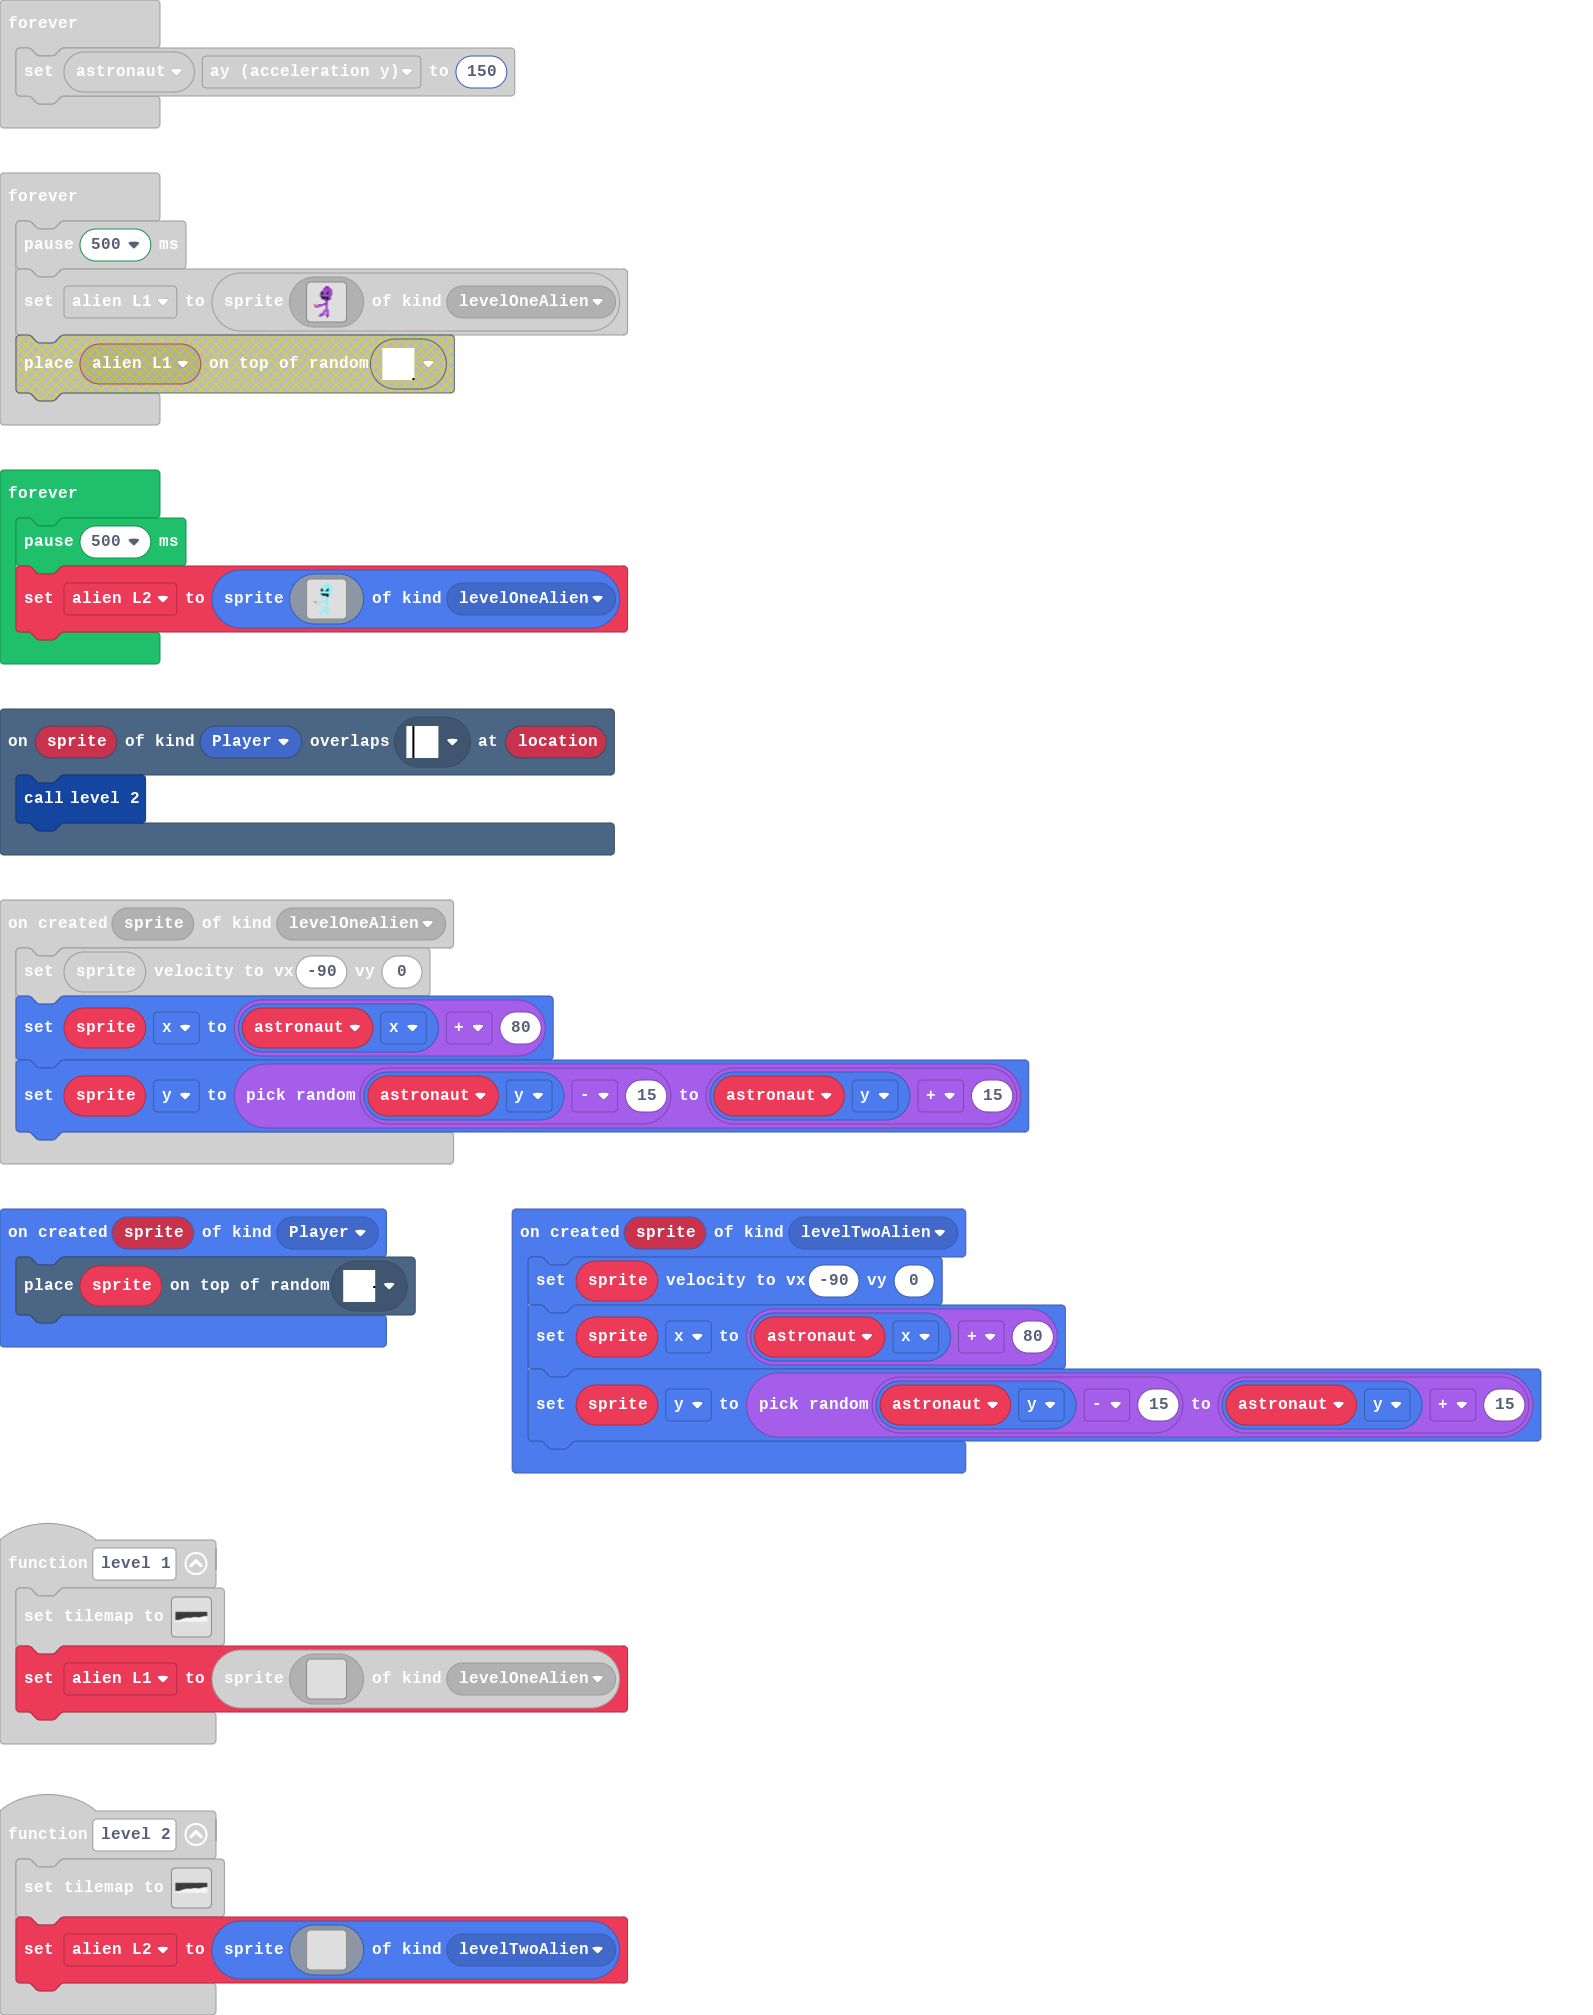 forever
set astronaut ay (acceleration y) to 150
forever
pause 500 ms
set alien L1 to sprite of kind levelOneAlien
place alien L1 on top of random
forever
pause 500 ms
set alien L2 to sprite of kind levelOneAlien
on sprite of kind Player overlaps at location
call level 2
on created sprite of kind levelOneAlien
set sprite velocity to vx -90 vy 0
set sprite x to astronaut x + 80
set sprite y to pick random astronaut y - 15 to astronaut y + 15
on created sprite of kind Player
place sprite on top of random
on created sprite of kind levelTwoAlien
set sprite velocity to vx -90 vy 0
set sprite x to astronaut x + 80
set sprite y to pick random astronaut y - 15 to astronaut y + 15
function level 1
set tilemap to
set alien L1 to sprite of kind levelOneAlien
function level 2
set tilemap to
set alien L2 to sprite of kind levelTwoAlien